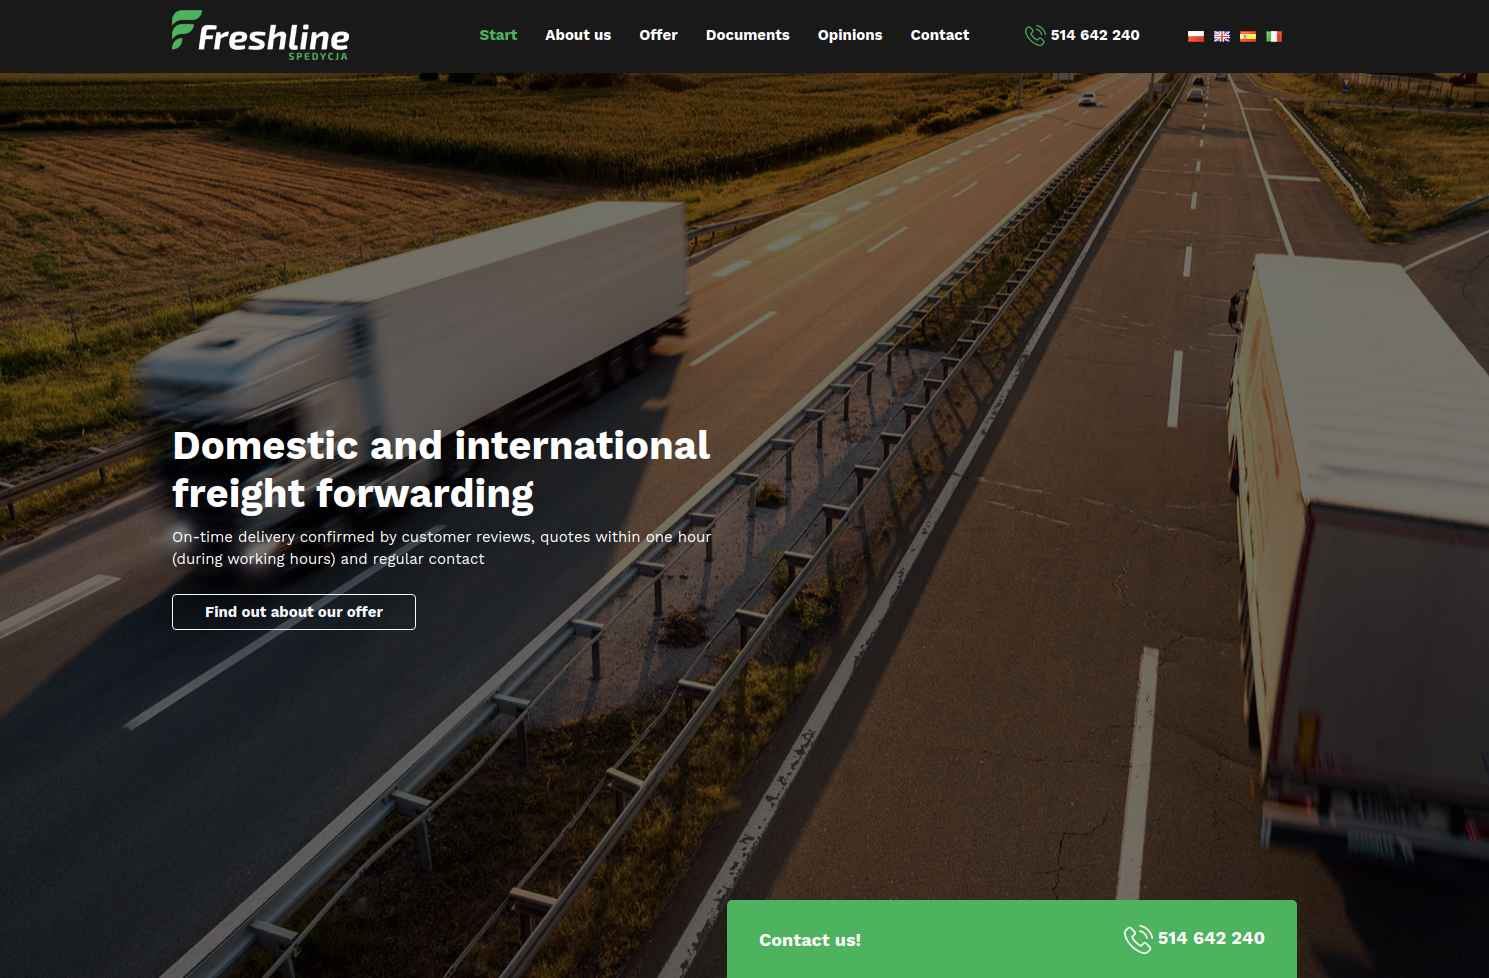 Freshline
SPEDYCJA
Start
About us
Offer
Documents
Opinions
Contact
514 642 240
Domestic and international
freight forwarding
On-time delivery confirmed by customer reviews, quotes within one hour
(during working hours) and regular contact
Find out about our offer
Contact us!
514 642 240